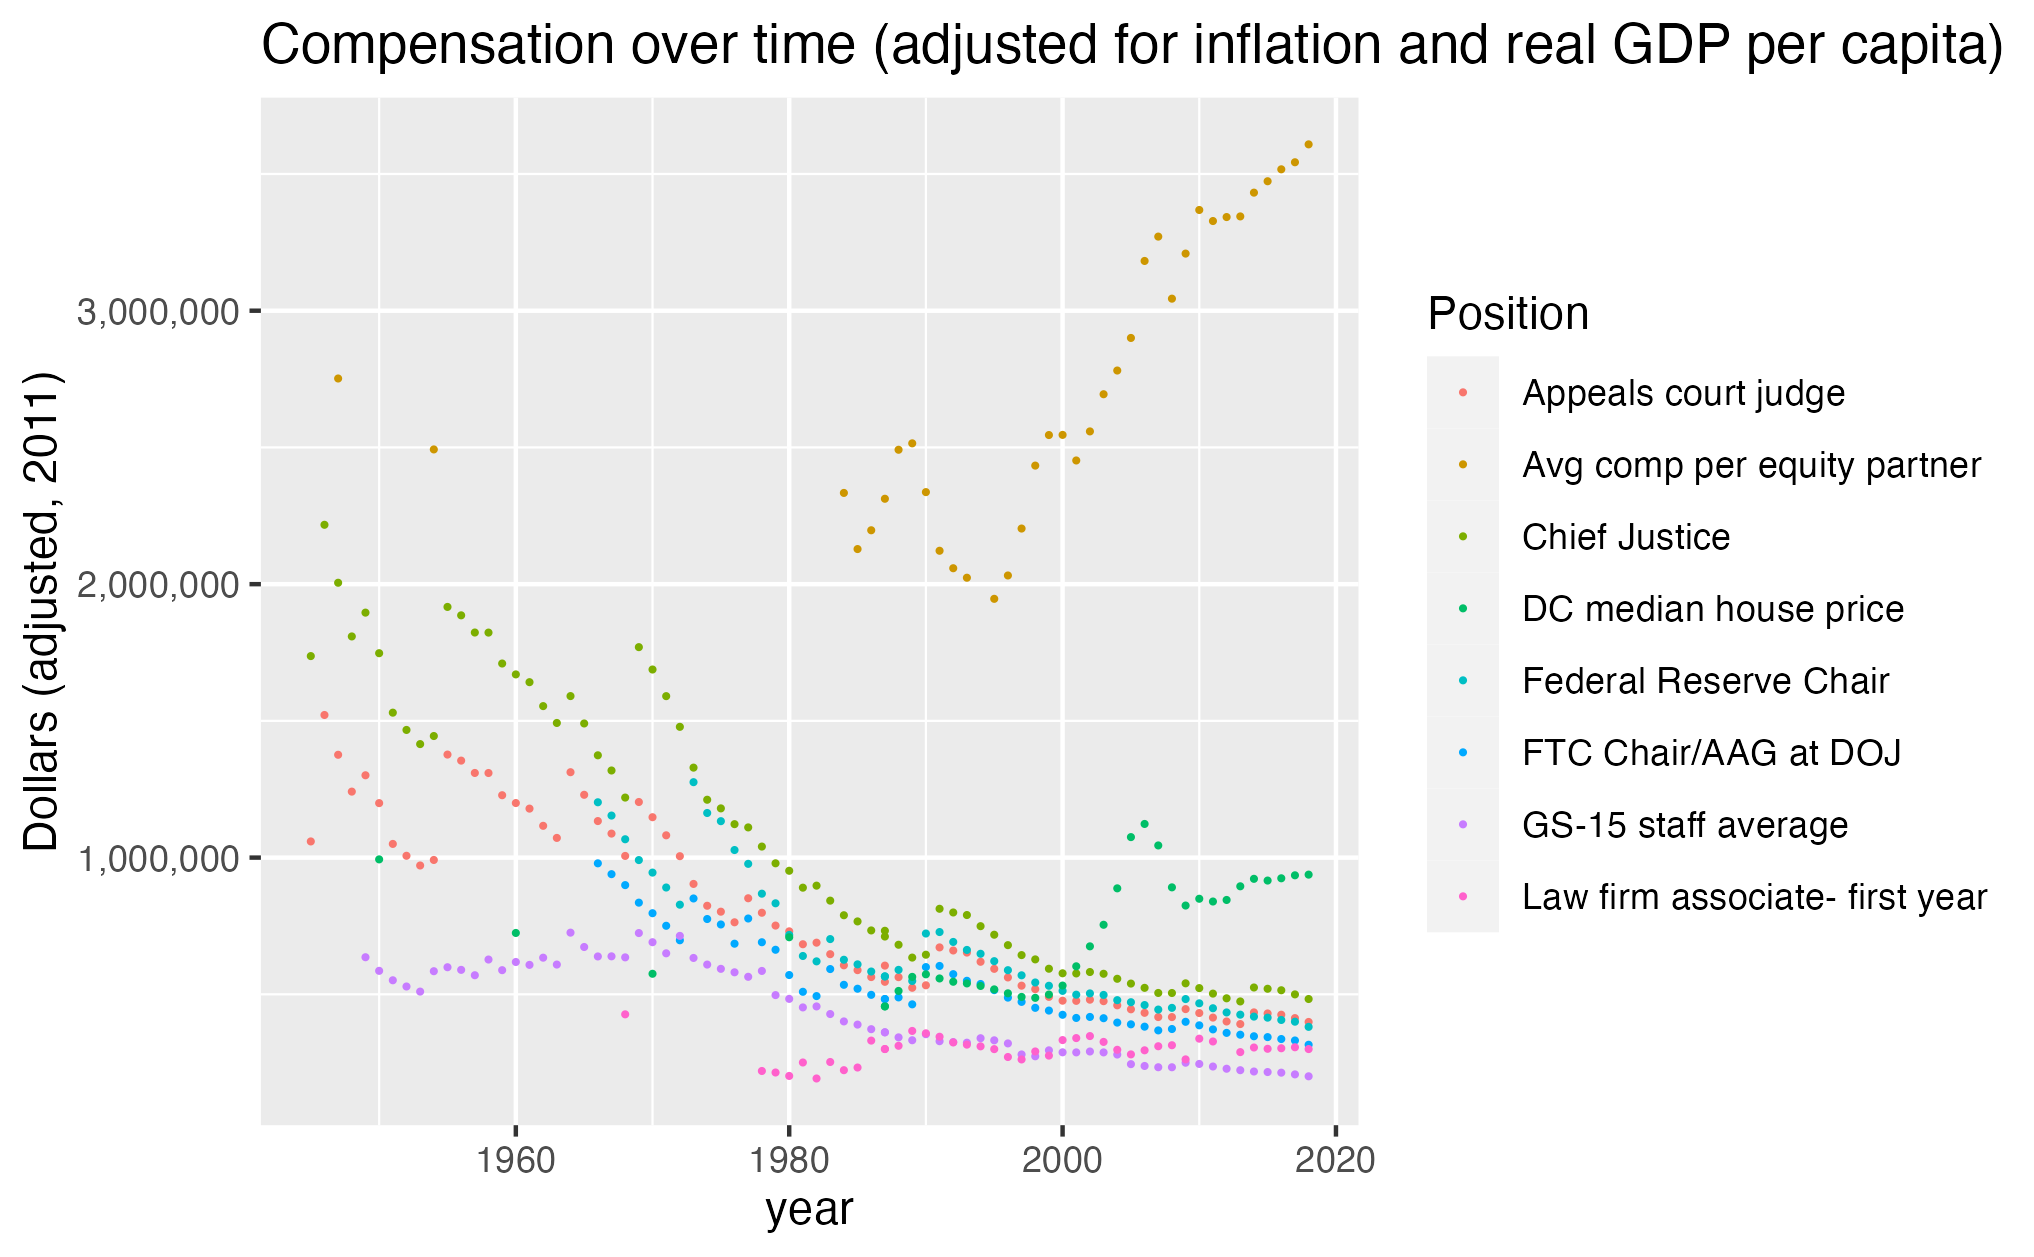 Compensation over time (adjusted for inflation and real GDP per capita)
Dollars (adjusted, 2011)
3,000,000
2,000,000
1,000,000
1960
1980
2000
2020
year
Position
Appeals court judge
Avg comp per equity partner
Chief Justice
DC median house price
Federal Reserve Chair
FTC Chair/AAG at DOJ
GS-15 staff average
Law firm associate- first year